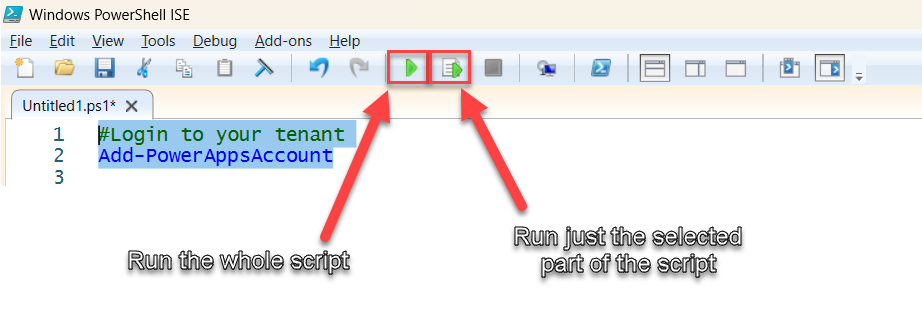 Windows PowerShell ISE
File Edit View Tools Debug Add-ons Help
Untitled1.ps1*
1 #Login to your tenant
2 Add-PowerAppsAccount
3
Run the whole script
Run just the selected
part of the script